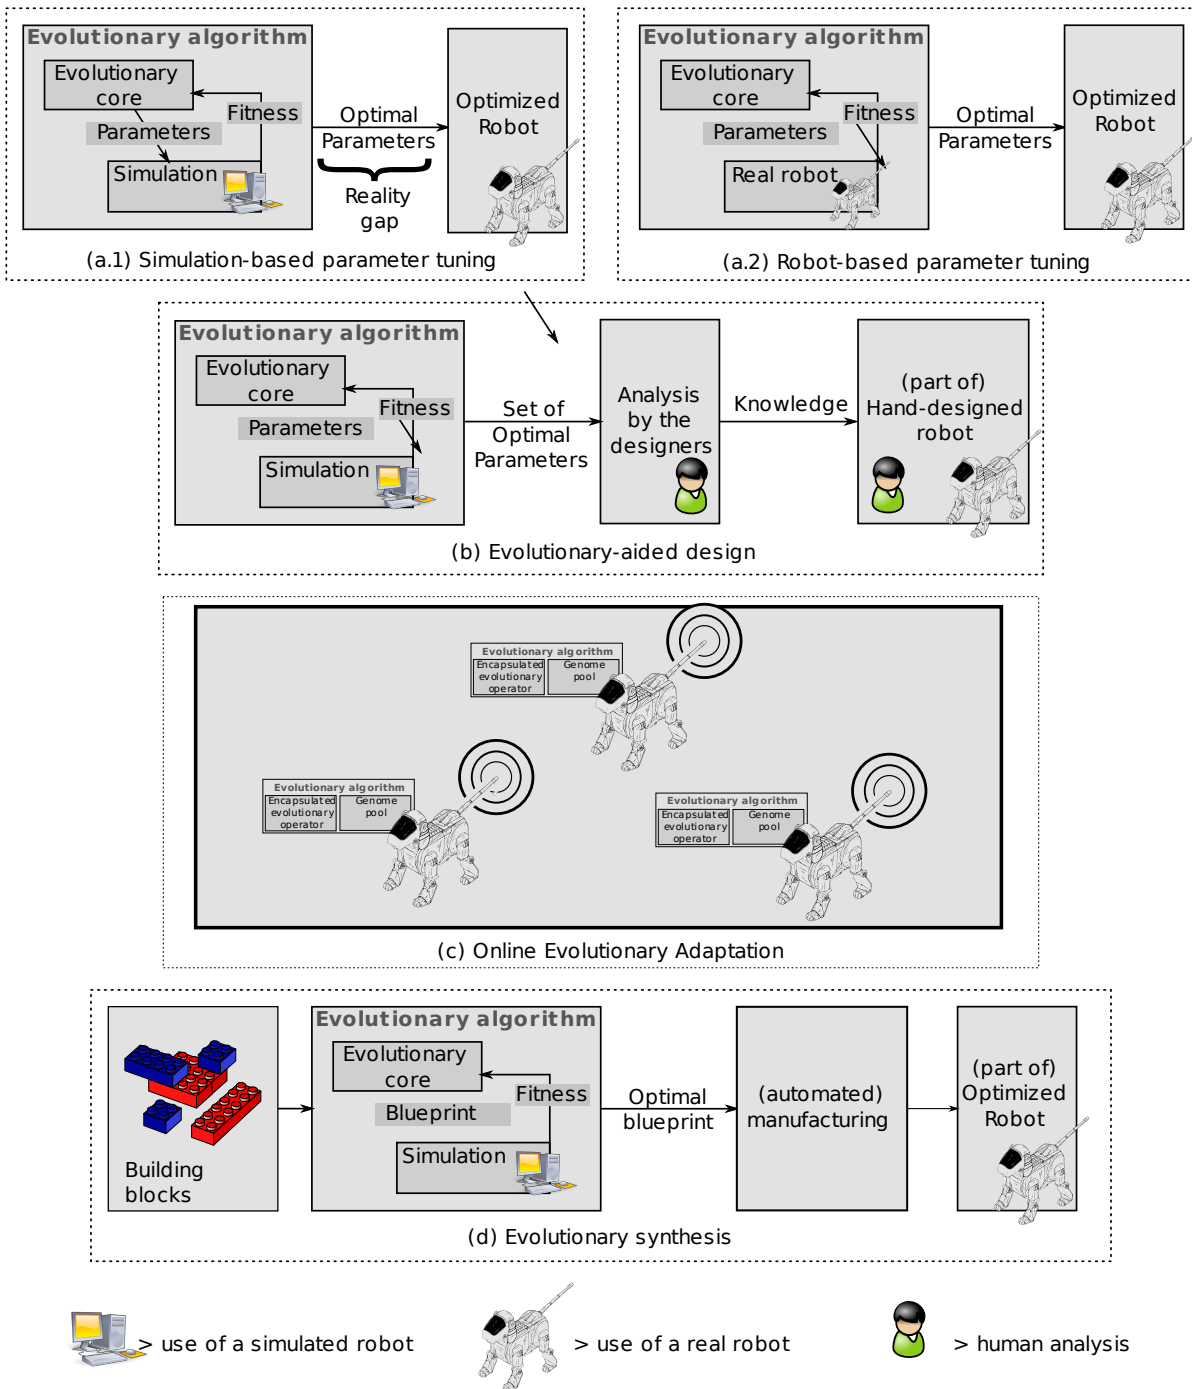 Evolutionary algorithm
Evolutionary
core
Parameters
Fitness
Simulation
Optimal
Parameters
Reality
gap
Optimized
Robot
(a.1) Simulation-based parameter tuning
Evolutionary algorithm
Evolutionary
core
Parameters
Fitness
Real robot
Optimal
Parameters
Optimized
Robot
(a.2) Robot-based parameter tuning
Evolutionary algorithm
Evolutionary
core
Parameters
Fitness
Simulation
Set of
Optimal
Parameters
Analysis
by the
designers
Knowledge
(part of)
Hand-designed
robot
(b) Evolutionary-aided design
Evolutionary algorithm
Encapsulated
evolutionary
operator
Genome
pool
Evolutionary algorithm
Encapsulated
evolutionary
operator
Genome
pool
Evolutionary algorithm
Encapsulated
evolutionary
operator
Genome
pool
(c) Online Evolutionary Adaptation
Building
blocks
Evolutionary algorithm
Evolutionary
core
Blueprint
Fitness
Simulation
Optimal
blueprint
(automated)
manufacturing
(part of)
Optimized
Robot
(d) Evolutionary synthesis
> use of a simulated robot
> use of a real robot
> human analysis